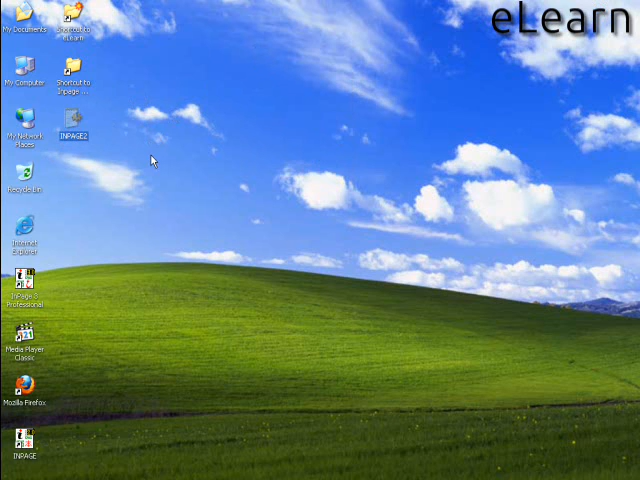 eLearn
My Documents
Shortcut to
eLearn
My Computer
Shortcut to
Inpage ...
My Network
Places
INPAGE2
Recycle Bin
Internet
Explorer
InPage 3
Professional
Media Player
Classic
Mozilla Firefox
INPAGE